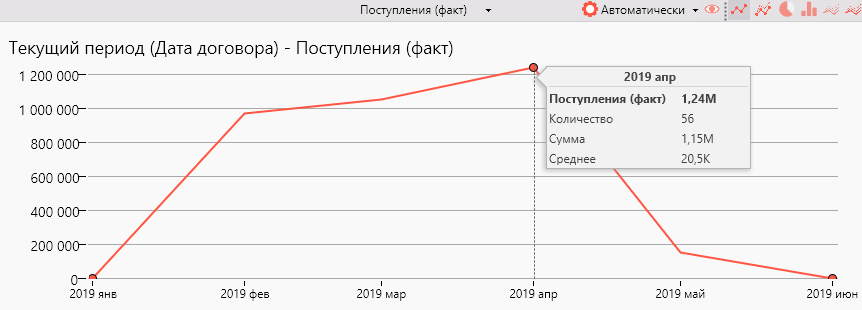 Поступления (факт) Автоматически
Текущий период (Дата договора) - Поступления (факт)
1 200 000
1 000 000
800 000
600 000
400 000
200 000
0
2019 янв 2019 фев 2019 мар 2019 апр 2019 май 2019 июн
2019 апр
Поступления (факт) 1,24M
Количество 56
Сумма 1,15M
Среднее 20,5K